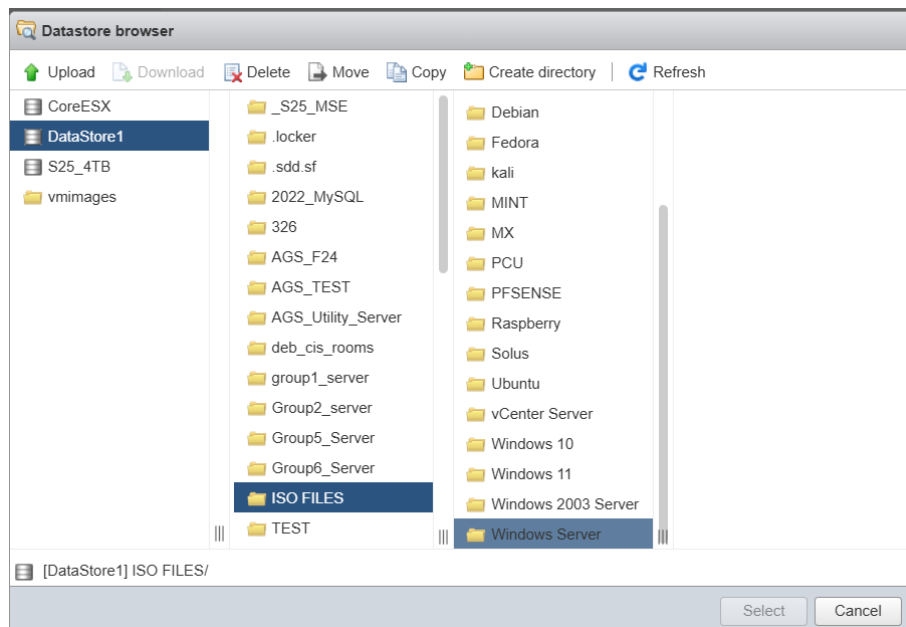 Datastore browser
Upload Download Delete Move Copy Create directory Refresh
CoreESX
DataStore1
S25_4TB
vmimages
_S25_MSE
.locker
.sdd.sf
2022_MySQL
326
AGS_F24
AGS_TEST
AGS_Utility_Server
deb_cis_rooms
group1_server
Group2_server
Group5_Server
Group6_Server
ISO FILES
TEST
Debian
Fedora
kali
MINT
MX
PCU
PFSENSE
Raspberry
Solus
Ubuntu
vCenter Server
Windows 10
Windows 11
Windows 2003 Server
Windows Server
[DataStore1] ISO FILES/
Select Cancel